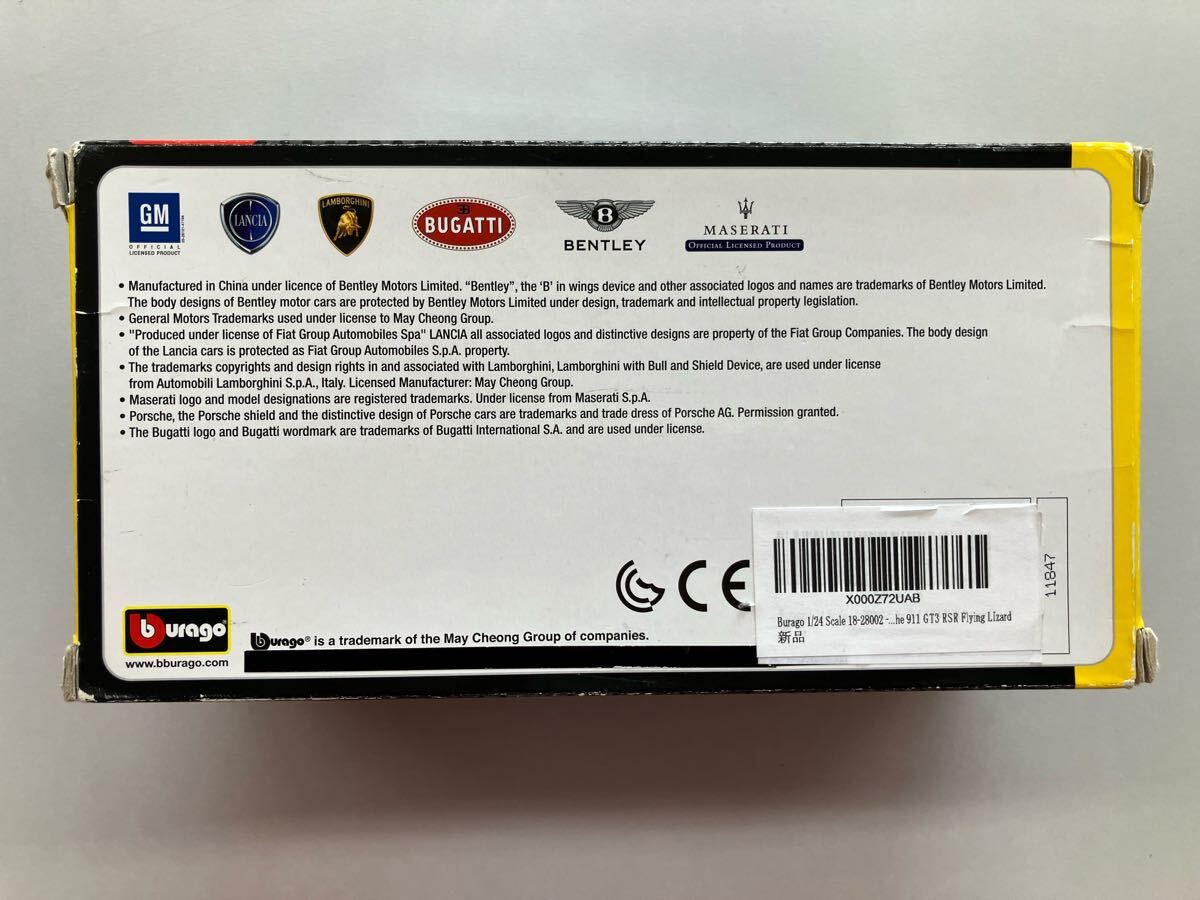 GM
OFFICIAL
LICENSED PRODUCT
LANCIA
LAMBORGHINI
BUGATTI
B
BENTLEY
MASERATI
OFFICIAL LICENSED PRODUCT
• Manufactured in China under licence of Bentley Motors Limited. “Bentley”, the ‘B’ in wings device and other associated logos and names are trademarks of Bentley Motors Limited.
The body designs of Bentley motor cars are protected by Bentley Motors Limited under design, trademark and intellectual property legislation.
• General Motors Trademarks used under license to May Cheong Group.
• "Produced under license of Fiat Group Automobiles Spa" LANCIA all associated logos and distinctive designs are property of the Fiat Group Companies. The body design
of the Lancia cars is protected as Fiat Group Automobiles S.p.A. property.
• The trademarks copyrights and design rights in and associated with Lamborghini, Lamborghini with Bull and Shield Device, are used under license
from Automobili Lamborghini S.p.A., Italy. Licensed Manufacturer: May Cheong Group.
• Maserati logo and model designations are registered trademarks. Under license from Maserati S.p.A.
• Porsche, the Porsche shield and the distinctive design of Porsche cars are trademarks and trade dress of Porsche AG. Permission granted.
• The Bugatti logo and Bugatti wordmark are trademarks of Bugatti International S.A. and are used under license.
CE
X000Z72UAB
Burago 1/24 Scale 18-28002 -...he 911 GT3 RSR Flying LIzard
新品
11847
burago
www.bburago.com
burago® is a trademark of the May Cheong Group of companies.